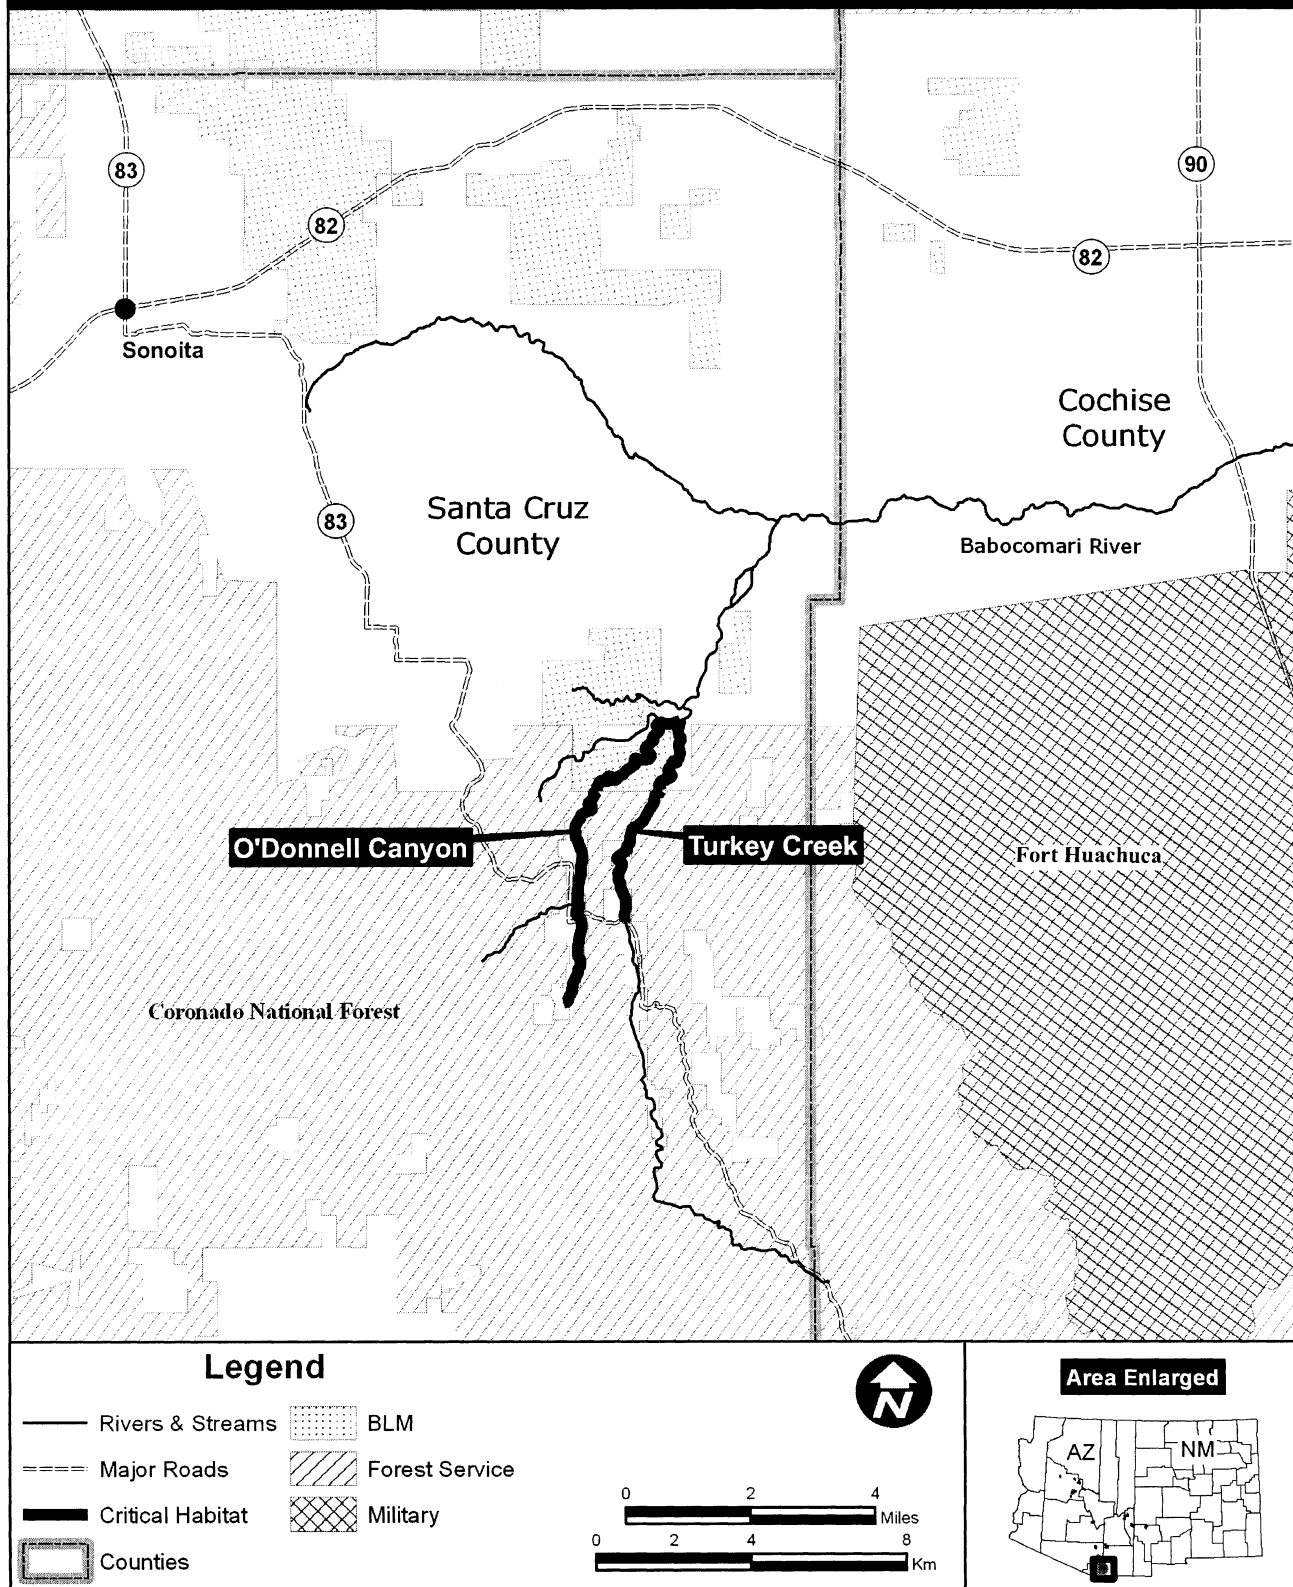 83
90
82
82
Sonoita
Cochise
County
Santa Cruz
County
83
Babocomari River
O'Donnell Canyon
Turkey Creek
Fort Huachuca
Coronado National Forest
Legend
Rivers & Streams
BLM
Major Roads
Forest Service
Critical Habitat
Military
Counties
N
0 2 4
Miles
0 2 4 8
Km
Area Enlarged
AZ
NM